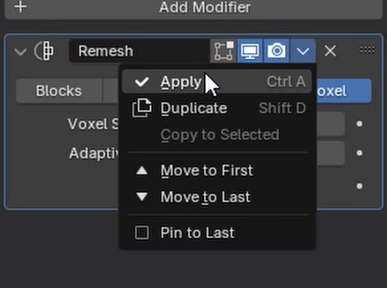 Add Modifier
Remesh
Apply Ctrl A
Blocks oxel
Duplicate Shift D
Voxel S
Copy to Selected
Adaptiv
Move to First
Move to Last
Pin to Last